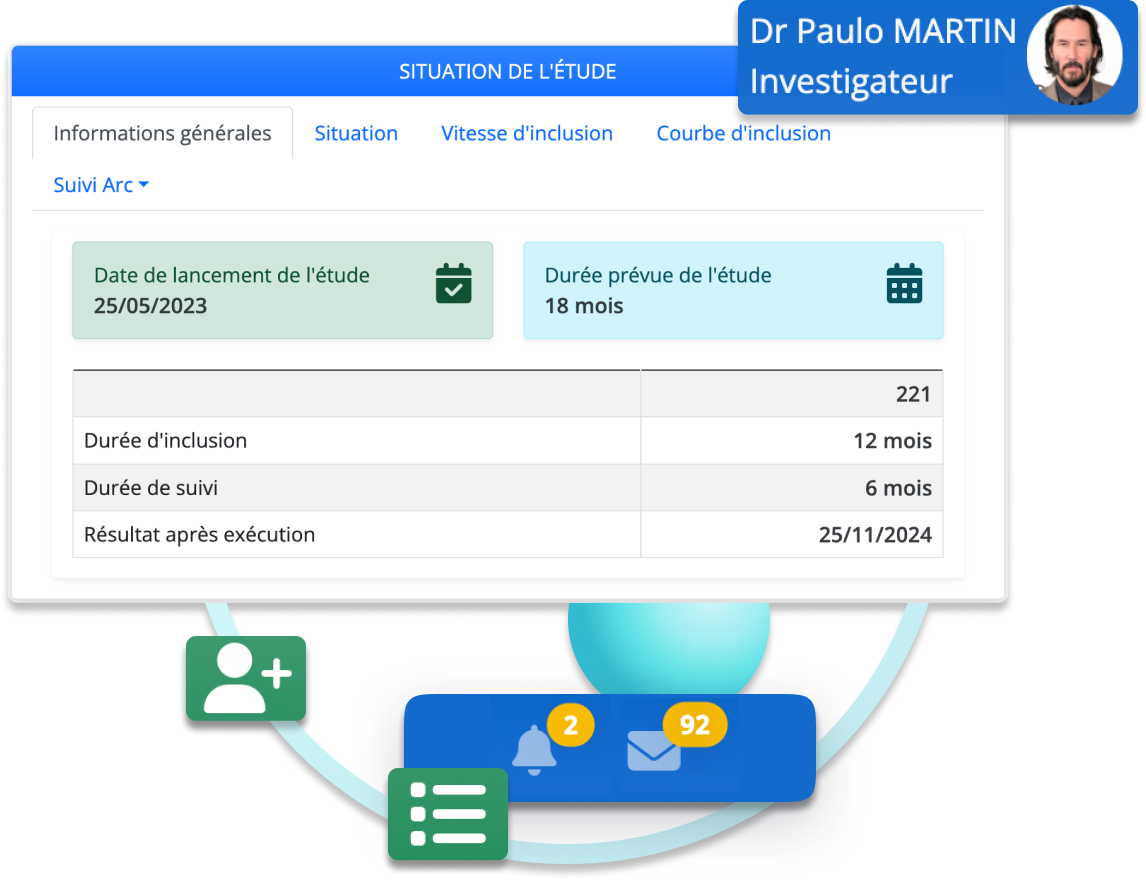 Dr Paulo MARTIN
Investigateur
SITUATION DE L'ÉTUDE
Informations générales
Situation
Vitesse d'inclusion
Courbe d'inclusion
Suivi Arc
Date de lancement de l'étude
25/05/2023
Durée prévue de l'étude
18 mois
221
Durée d'inclusion
12 mois
Durée de suivi
6 mois
Résultat après exécution
25/11/2024
2
92